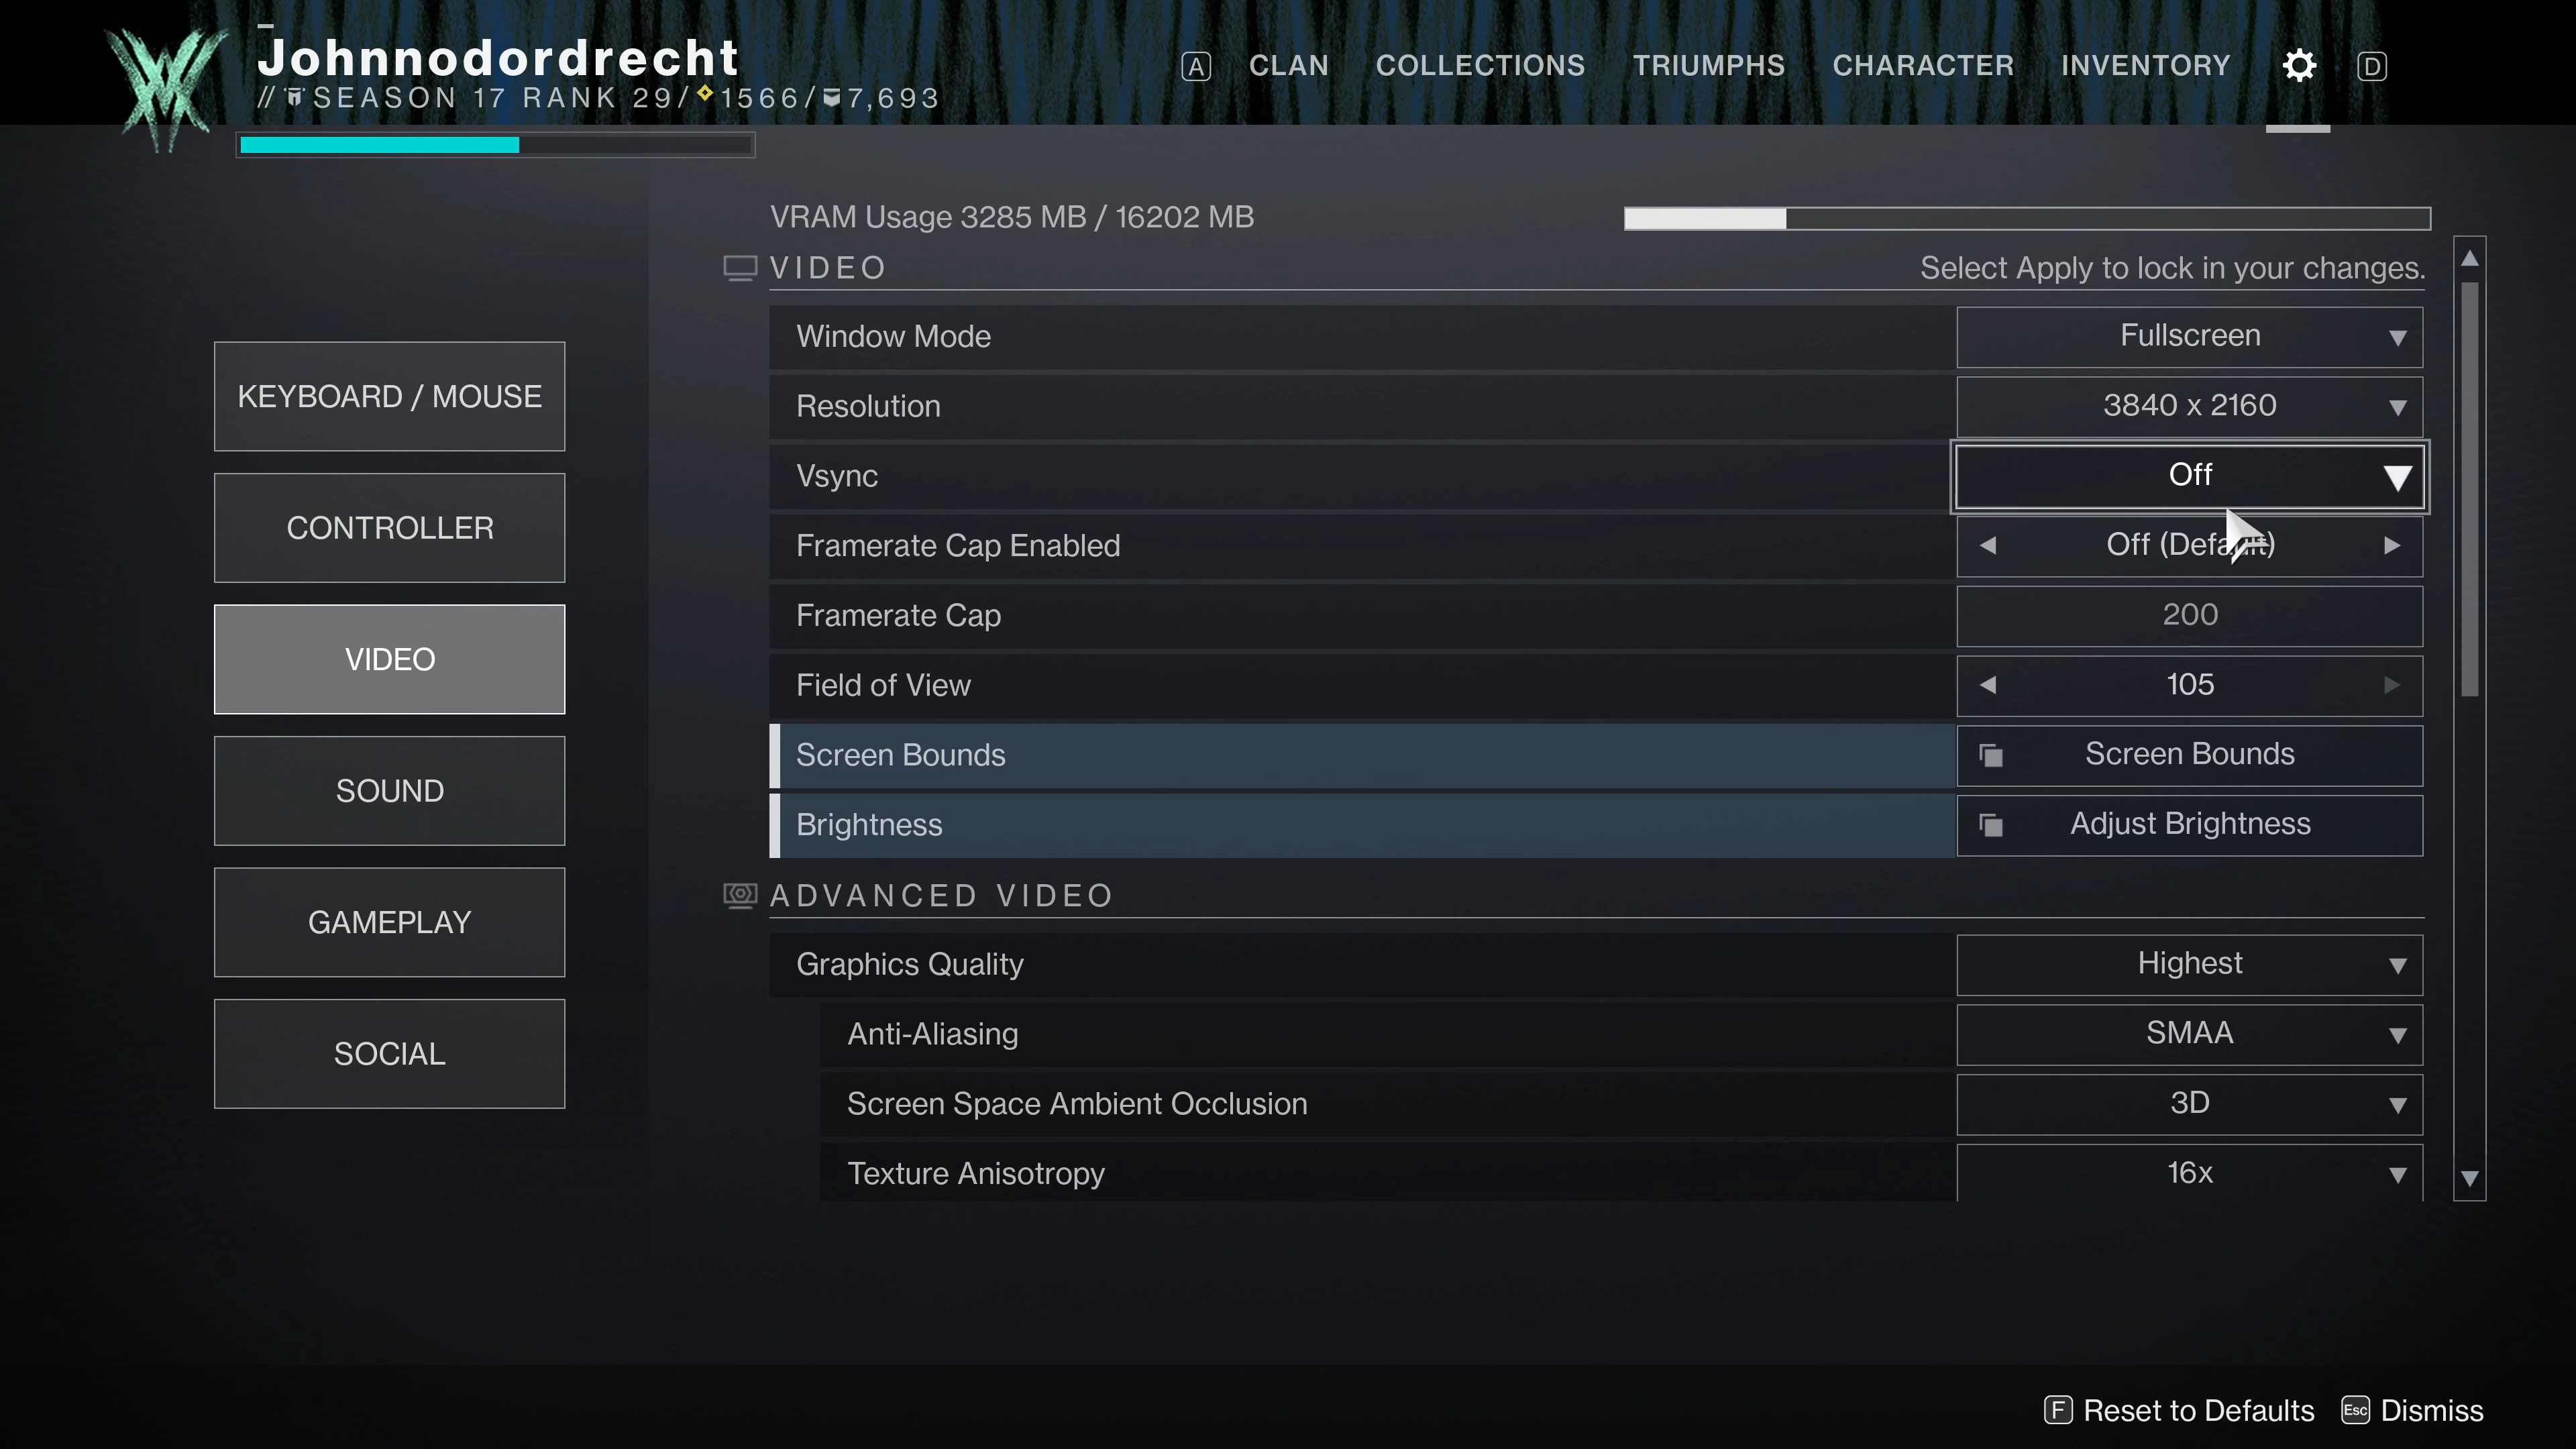 Johnnodordrecht
// SEASON 17 RANK 29/1566/7,693
A CLAN COLLECTIONS TRIUMPHS CHARACTER INVENTORY D
VRAM Usage 3285 MB / 16202 MB
VIDEO Select Apply to lock in your changes.
Window Mode Fullscreen
Resolution 3840 x 2160
Vsync Off
Framerate Cap Enabled Off (Default)
Framerate Cap 200
Field of View 105
Screen Bounds Screen Bounds
Brightness Adjust Brightness
ADVANCED VIDEO
Graphics Quality Highest
Anti-Aliasing SMAA
Screen Space Ambient Occlusion 3D
Texture Anisotropy 16x
KEYBOARD / MOUSE
CONTROLLER
VIDEO
SOUND
GAMEPLAY
SOCIAL
F Reset to Defaults Esc Dismiss